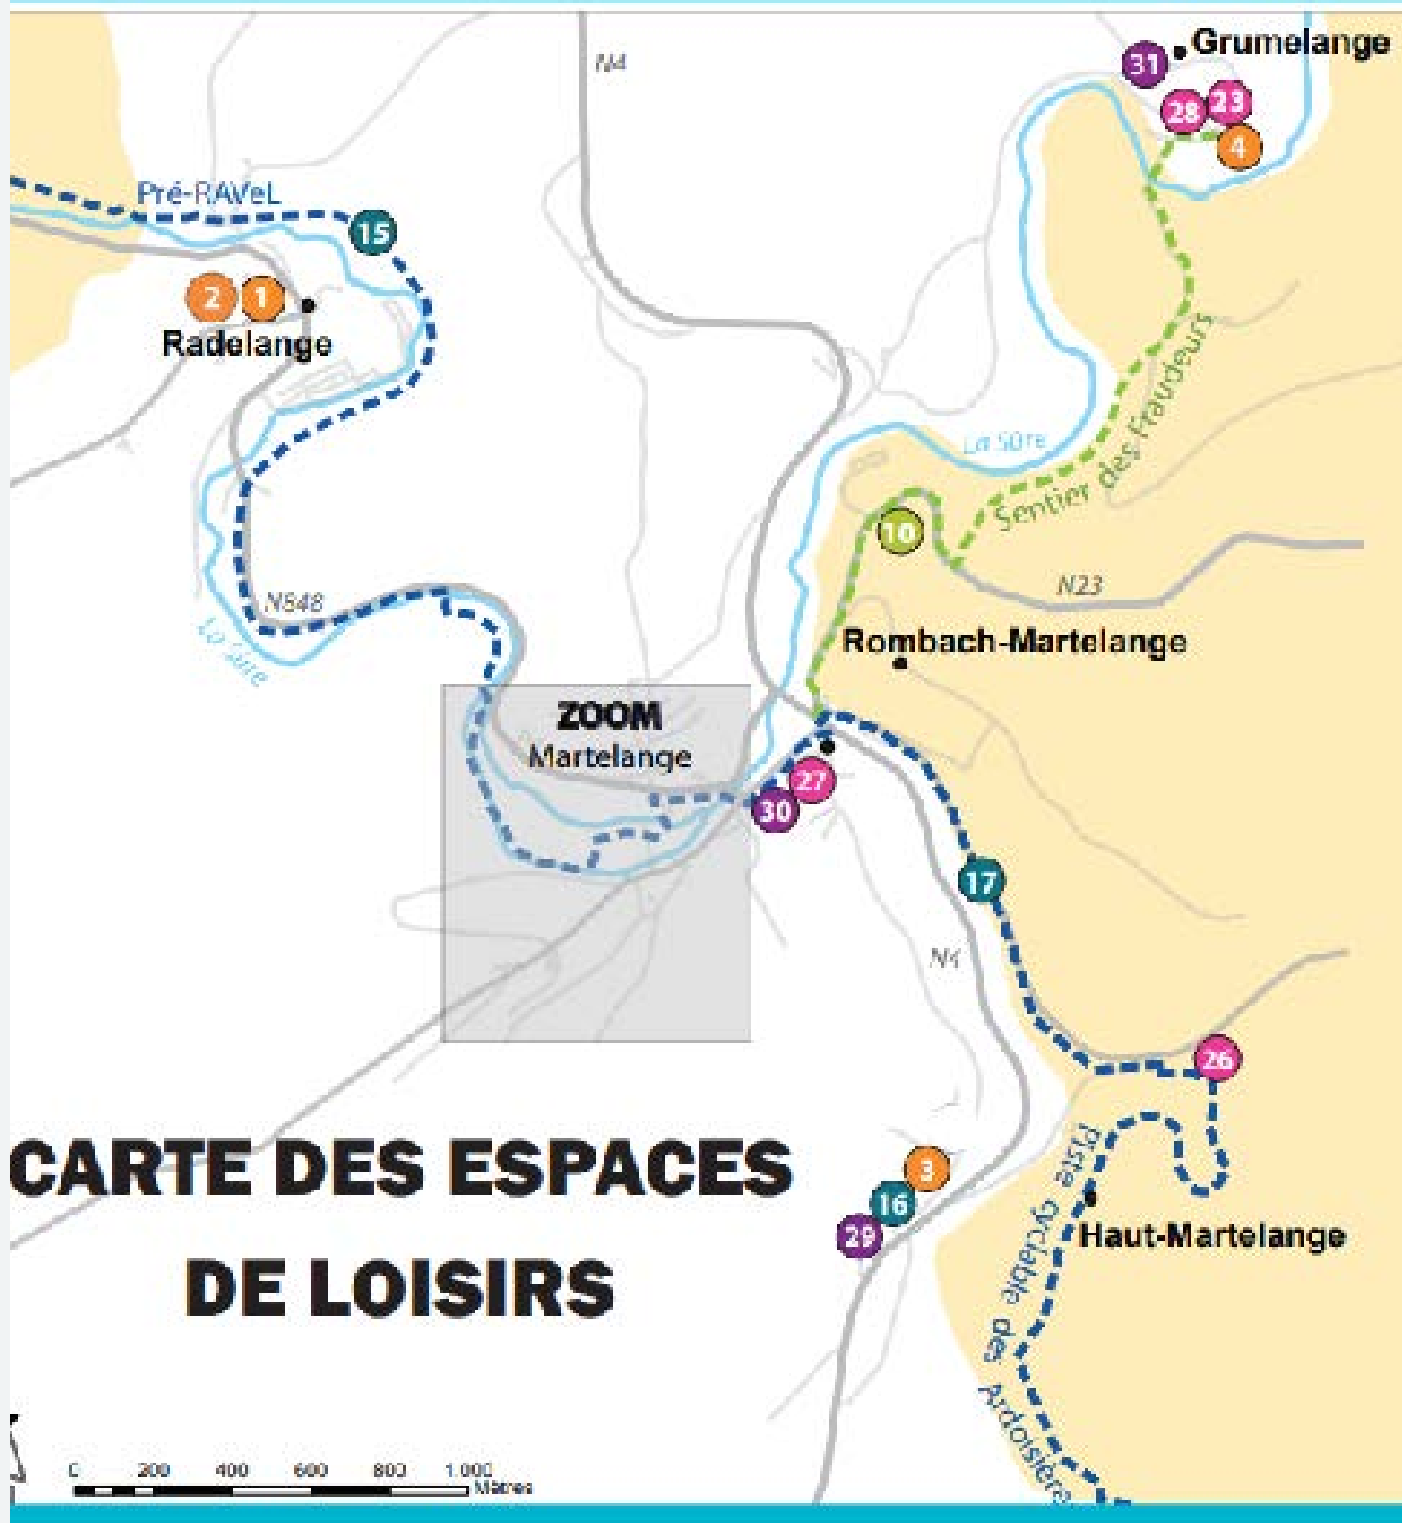 N4
31
Grumelange
28
23
4
Pré-RAVeL
15
2
1
Radelange
La Sûre
Sentier des Fraudeurs
10
N23
N848
La Sûre
Rombach-Martelange
ZOOM
Martelange
27
30
17
N4
26
3
16
29
CARTE DES ESPACES
DE LOISIRS
Haut-Martelange
Piste cyclable des Ardoisière
0 200 400 600 800 1.000
Mètres